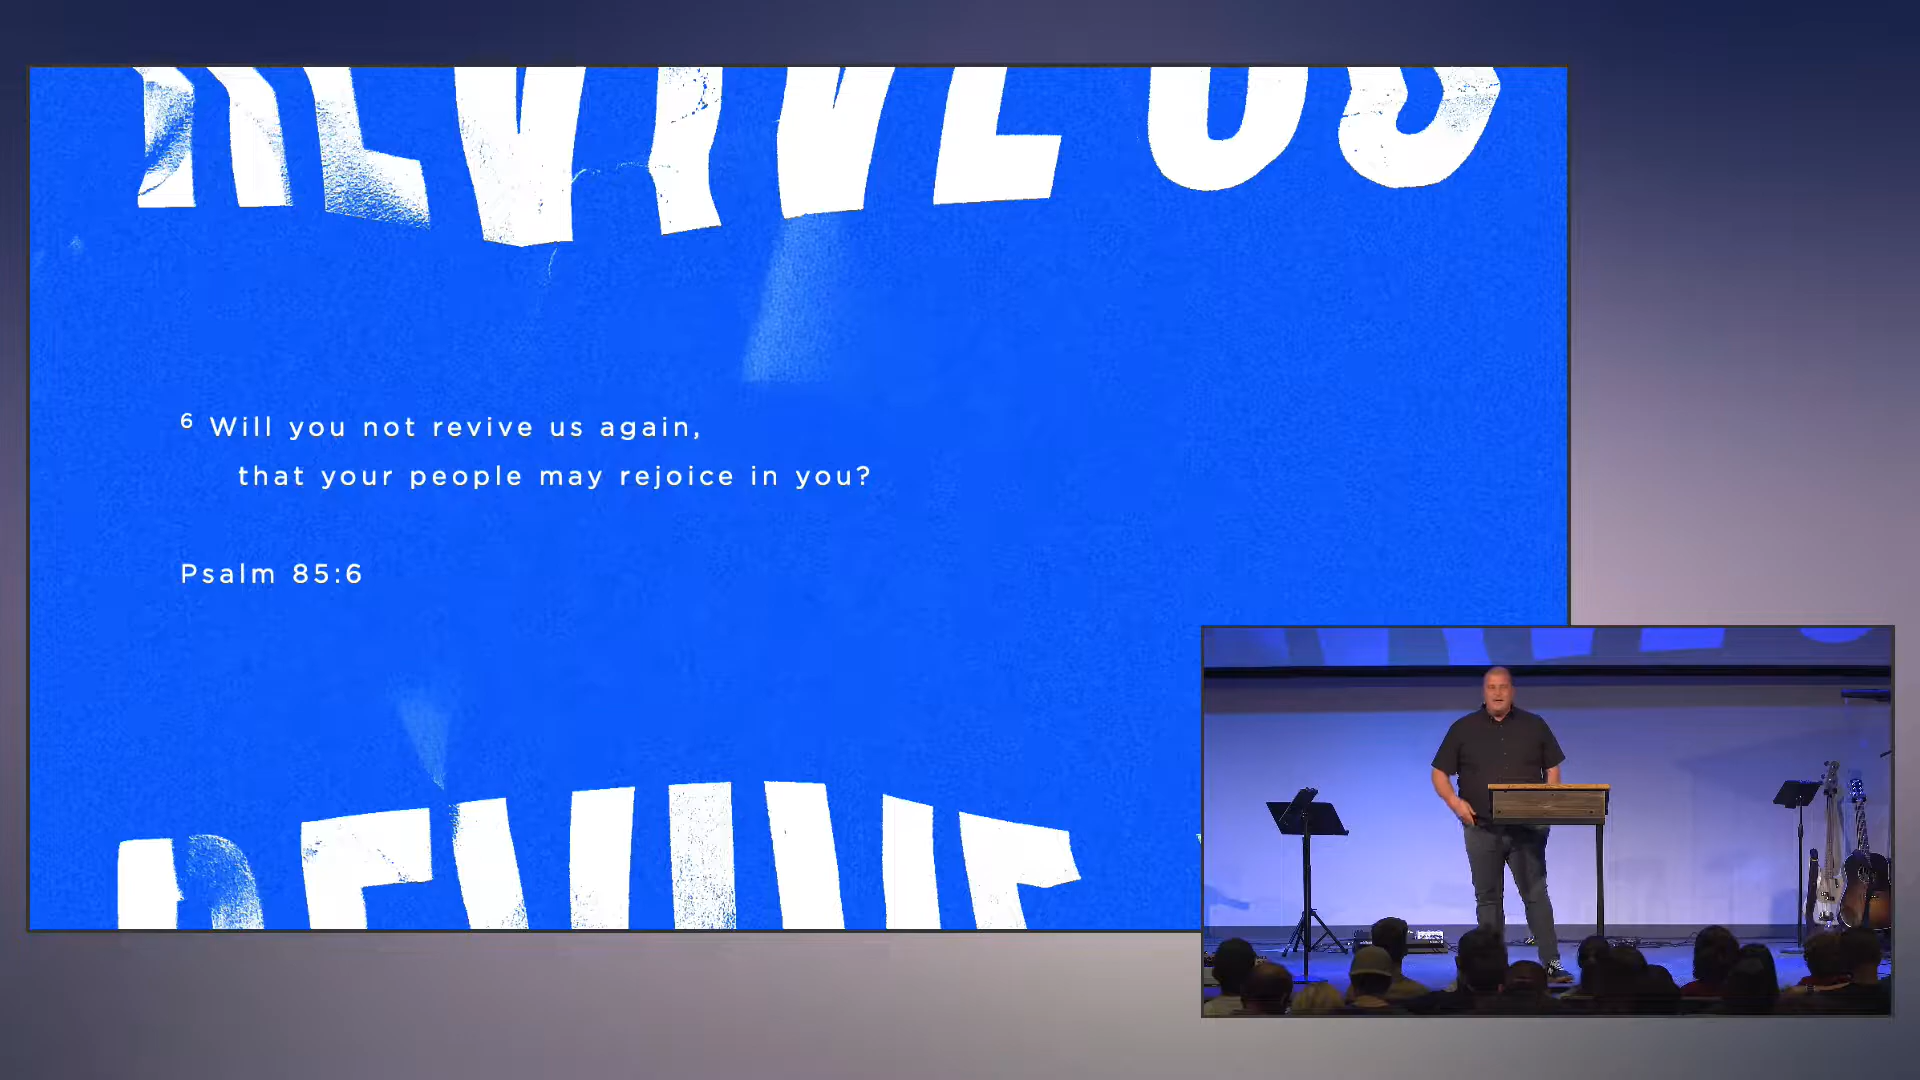 REVIVE US
⁶ Will you not revive us again,
that your people may rejoice in you?
Psalm 85:6
REVIVE